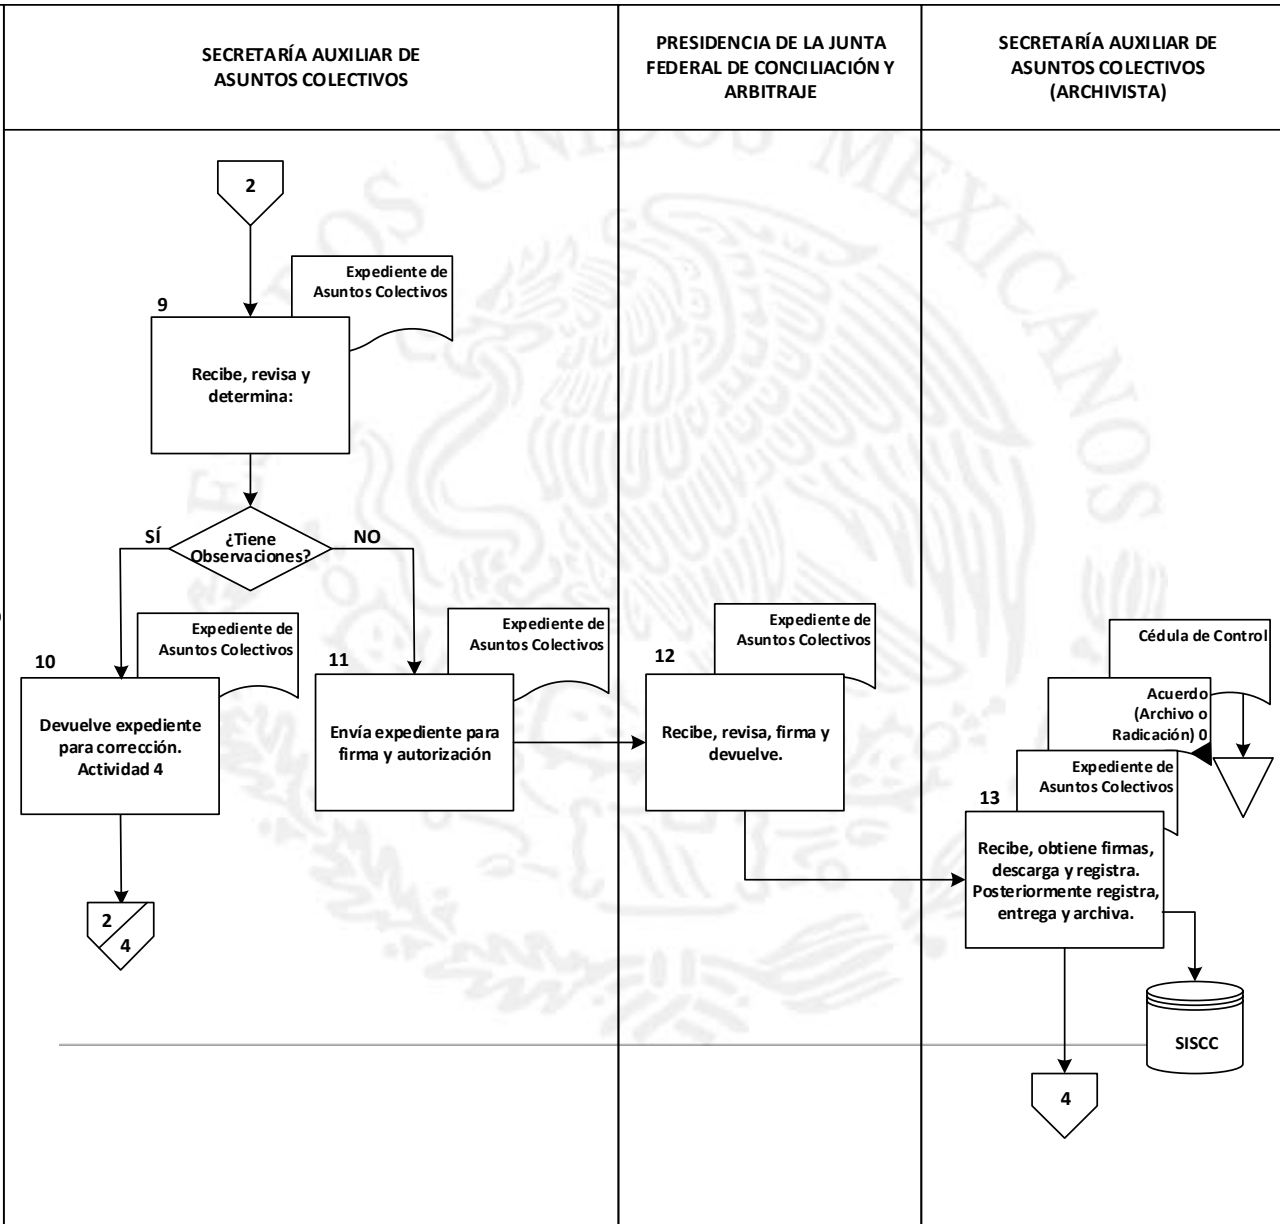 SECRETARÍA AUXILIAR DE
ASUNTOS COLECTIVOS
PRESIDENCIA DE LA JUNTA
FEDERAL DE CONCILIACIÓN Y
ARBITRAJE
SECRETARÍA AUXILIAR DE
ASUNTOS COLECTIVOS
(ARCHIVISTA)
UNIDOS MEXICANOS
2
Expediente de
Asuntos Colectivos
9
Recibe, revisa y
determina:
SÍ
¿Tiene
Observaciones?
NO
Expediente de
Asuntos Colectivos
10
Devuelve expediente
para corrección.
Actividad 4
2
4
Expediente de
Asuntos Colectivos
11
Envía expediente para
firma y autorización
Expediente de
Asuntos Colectivos
12
Recibe, revisa, firma y
devuelve.
Cédula de Control
Acuerdo
(Archivo o
Radicación) 0
Expediente de
Asuntos Colectivos
13
Recibe, obtiene firmas,
descarga y registra.
Posteriormente registra,
entrega y archiva.
SISCC
4